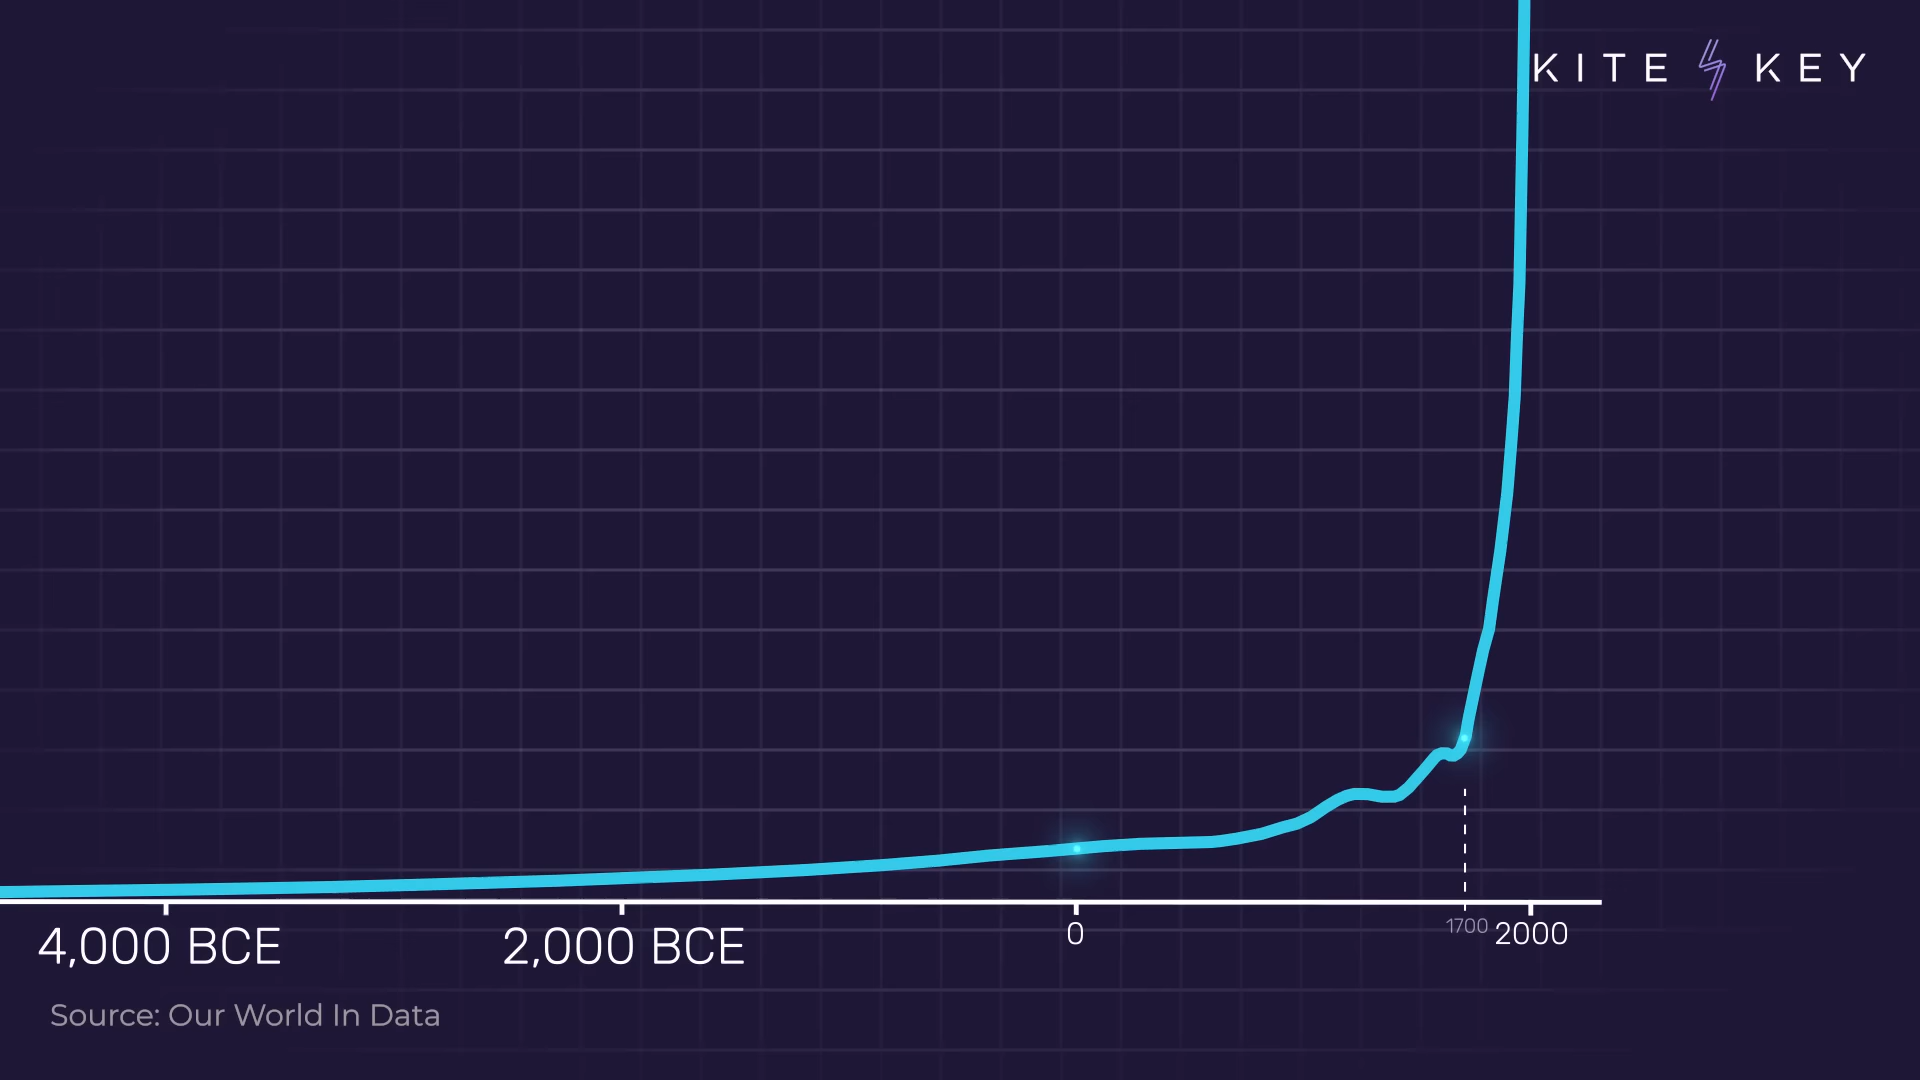 KITE KEY
4,000 BCE
2,000 BCE
0
1700
2000
Source: Our World In Data